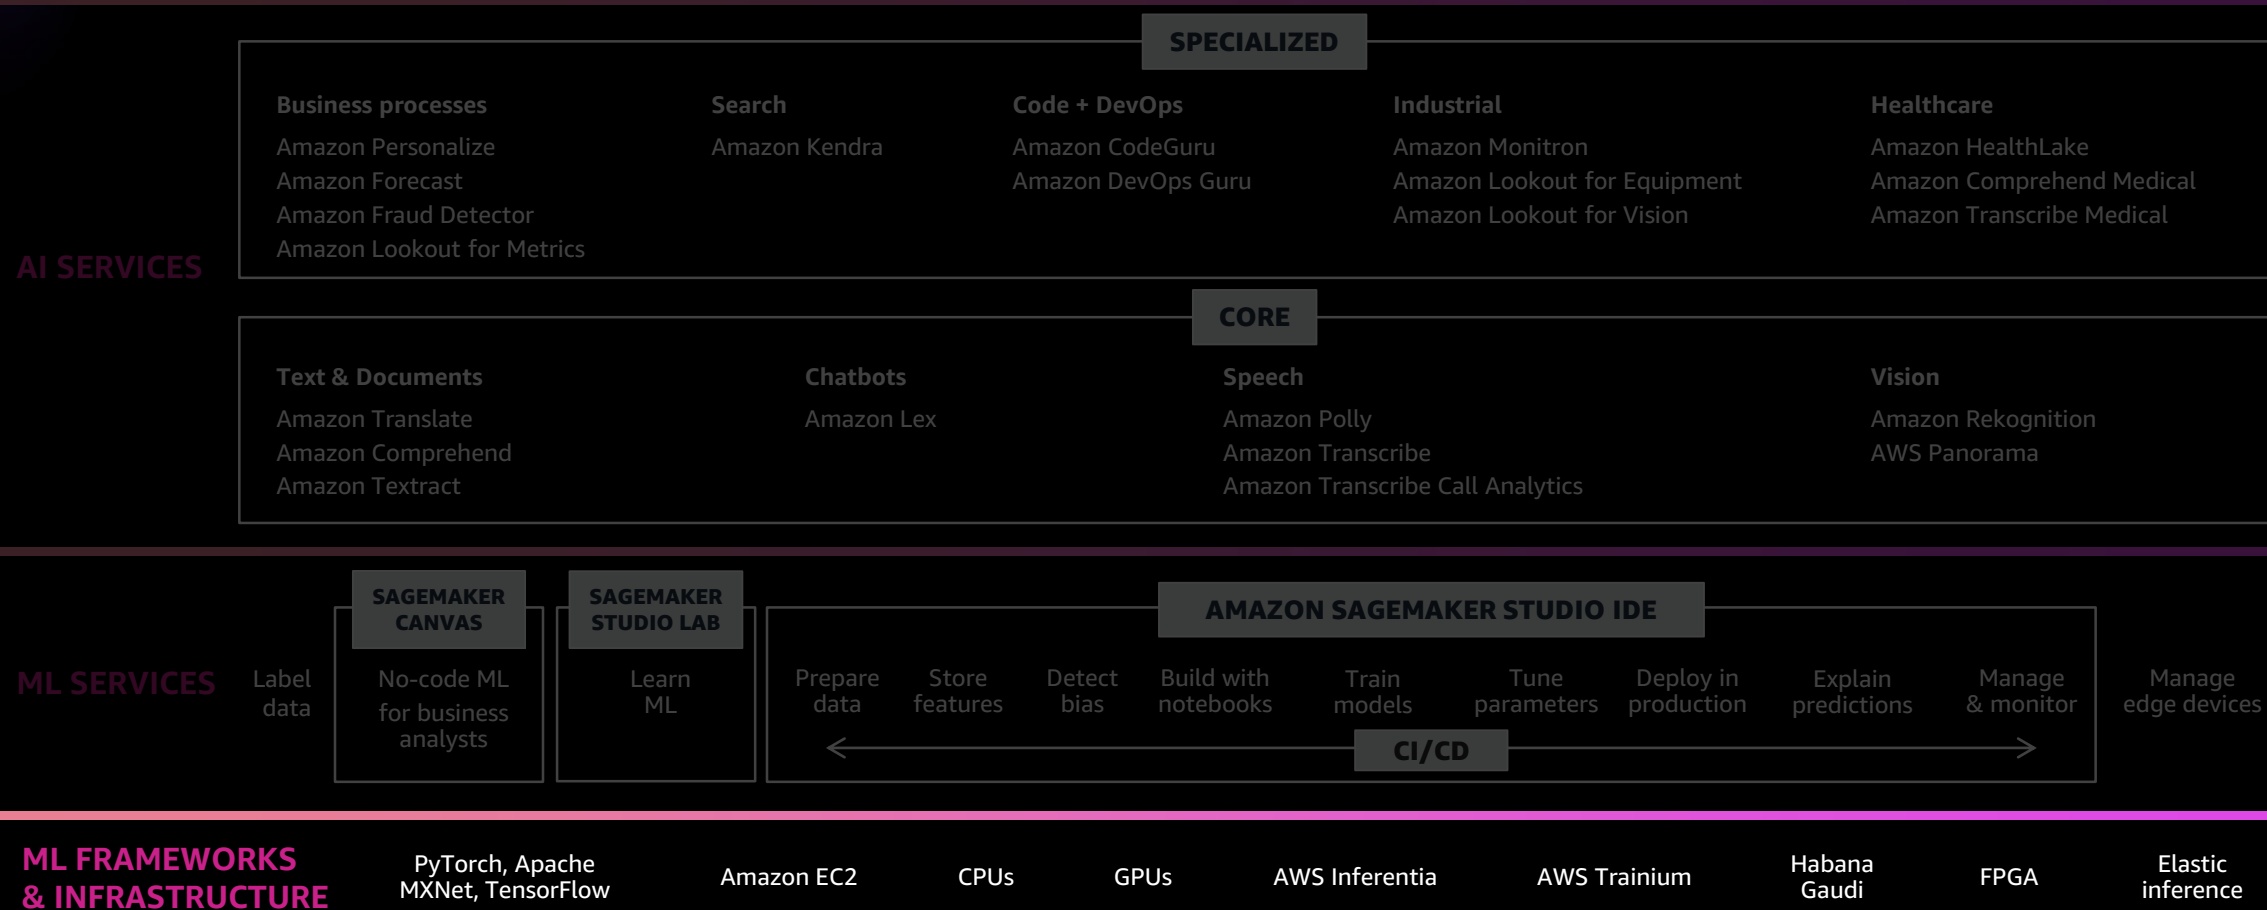 SPECIALIZED
Business processes
Amazon Personalize
Amazon Forecast
Amazon Fraud Detector
Amazon Lookout for Metrics
Search
Amazon Kendra
Code + DevOps
Amazon CodeGuru
Amazon DevOps Guru
Industrial
Amazon Monitron
Amazon Lookout for Equipment
Amazon Lookout for Vision
Healthcare
Amazon HealthLake
Amazon Comprehend Medical
Amazon Transcribe Medical
AI SERVICES
CORE
Text & Documents
Amazon Translate
Amazon Comprehend
Amazon Textract
Chatbots
Amazon Lex
Speech
Amazon Polly
Amazon Transcribe
Amazon Transcribe Call Analytics
Vision
Amazon Rekognition
AWS Panorama
ML SERVICES
Label
data
SAGEMAKER
CANVAS
No-code ML
for business
analysts
SAGEMAKER
STUDIO LAB
Learn
ML
AMAZON SAGEMAKER STUDIO IDE
Prepare
data
Store
features
Detect
bias
Build with
notebooks
Train
models
Tune
parameters
Deploy in
production
Explain
predictions
Manage
& monitor
CI/CD
Manage
edge devices
ML FRAMEWORKS
& INFRASTRUCTURE
PyTorch, Apache
MXNet, TensorFlow
Amazon EC2
CPUs
GPUs
AWS Inferentia
AWS Trainium
Habana
Gaudi
FPGA
Elastic
inference